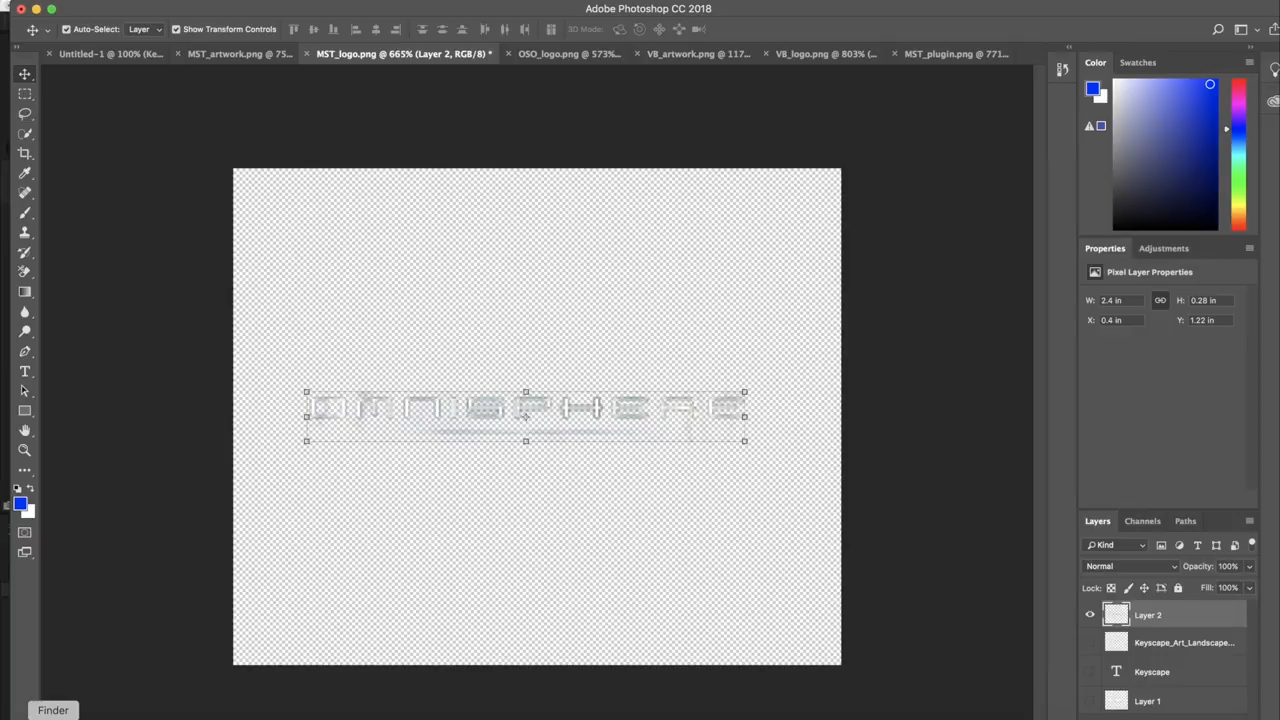 Adobe Photoshop CC 2018
Auto-Select: Layer Show Transform Controls 3D Mode:
Untitled-1 @ 100% (Ke... MST_artwork.png @ 75... MST_logo.png @ 665% (Layer 2, RGB/8) * OSO_logo.png @ 573%... VB_artwork.png @ 117... VB_logo.png @ 803% (... MST_plugin.png @ 771...
Color Swatches
Properties Adjustments
Pixel Layer Properties
W: 2.4 in H: 0.28 in
X: 0.4 in Y: 1.22 in
OMNISPHERE
Layers Channels Paths
Kind
Normal Opacity: 100%
Lock: Fill: 100%
Layer 2
Keyscape_Art_Landscape...
T Keyscape
Layer 1
Finder